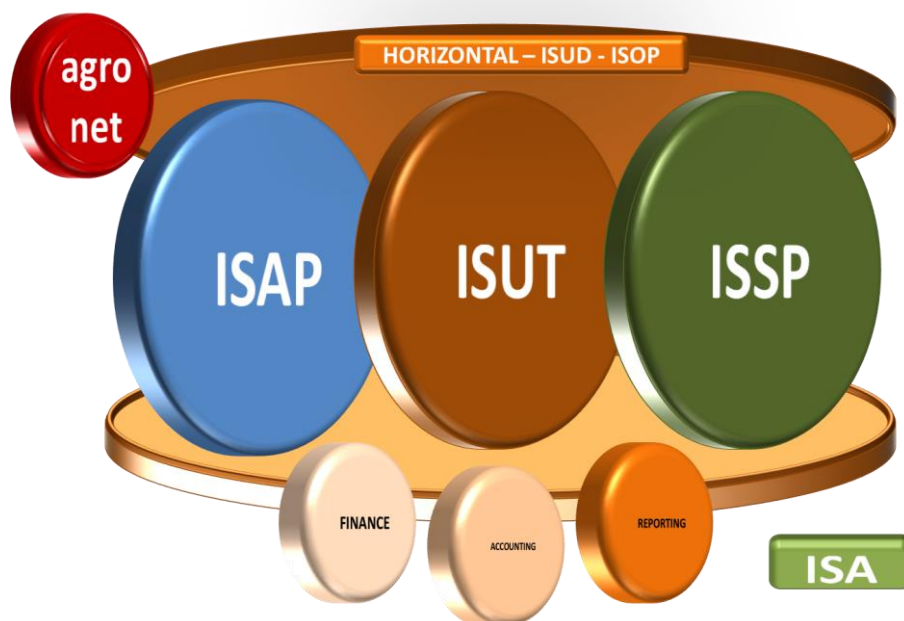 agro
net
HORIZONTAL – ISUD - ISOP
ISAP
ISUT
ISSP
FINANCE
ACCOUNTING
REPORTING
ISA